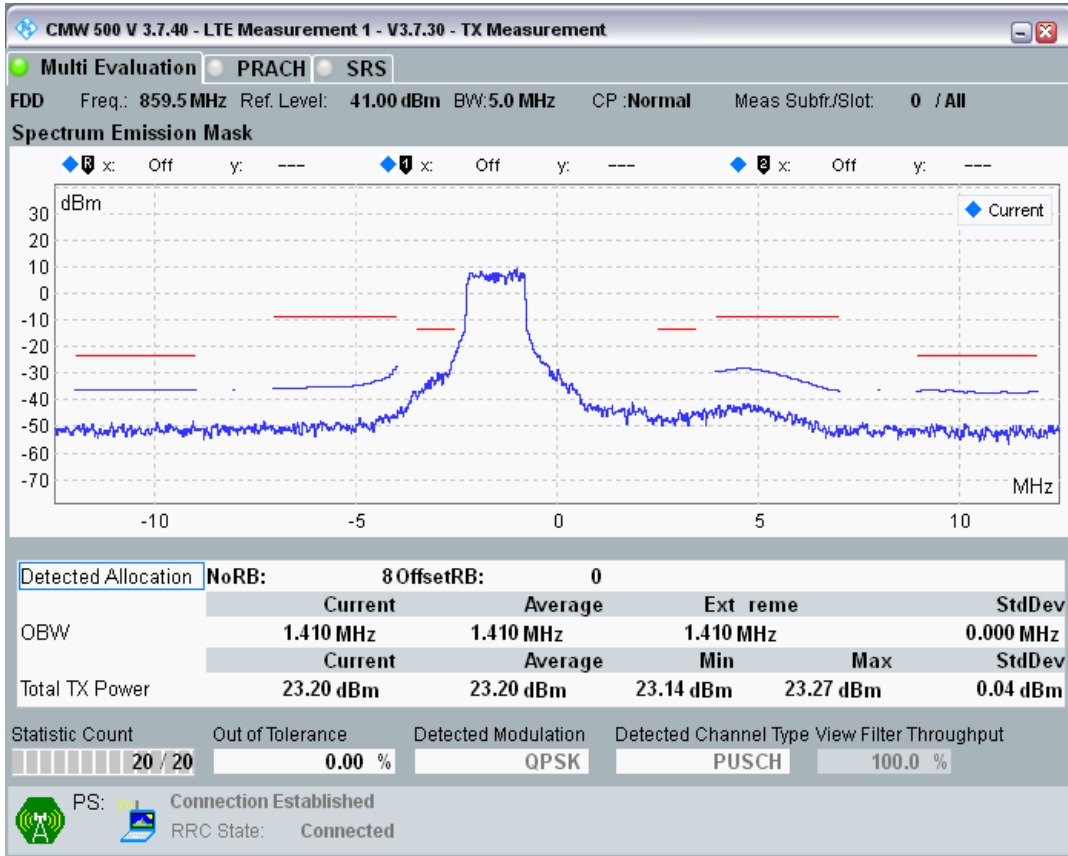 CMW 500 V 3.7.40 - LTE Measurement 1 - V3.7.30 - TX Measurement
Multi Evaluation PRACH SRS
FDD Freq.: 859.5 MHz Ref. Level: 41.00 dBm BW: 5.0 MHz CP : Normal Meas Subfr./Slot: 0 / All
Spectrum Emission Mask
R x: Off y: --- 1 x: Off y: --- 2 x: Off y: ---
dBm
Current
30
20
10
0
-10
-20
-30
-40
-50
-60
-70
MHz
-10 -5 0 5 10
Detected Allocation NoRB: 8 OffsetRB: 0
Current Average Ext reme StdDev
OBW 1.410 MHz 1.410 MHz 1.410 MHz 0.000 MHz
Current Average Min Max StdDev
Total TX Power 23.20 dBm 23.20 dBm 23.14 dBm 23.27 dBm 0.04 dBm
Statistic Count Out of Tolerance Detected Modulation Detected Channel Type View Filter Throughput
20 / 20 0.00 % QPSK PUSCH 100.0 %
PS: Connection Established
RRC State: Connected